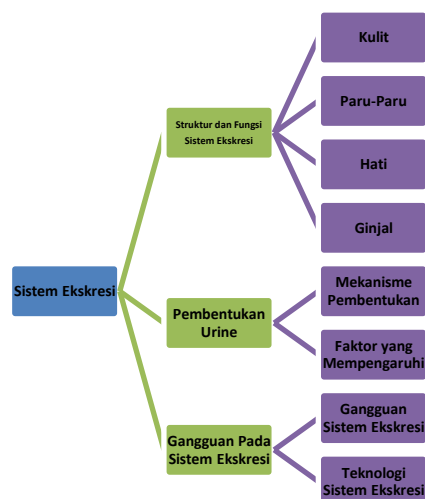 Sistem Ekskresi
Struktur dan Fungsi
Sistem Ekskresi
Kulit
Paru-Paru
Hati
Ginjal
Pembentukan
Urine
Mekanisme
Pembentukan
Faktor yang
Mempengaruhi
Gangguan Pada
Sistem Ekskresi
Gangguan
Sistem Ekskresi
Teknologi
Sistem Ekskresi